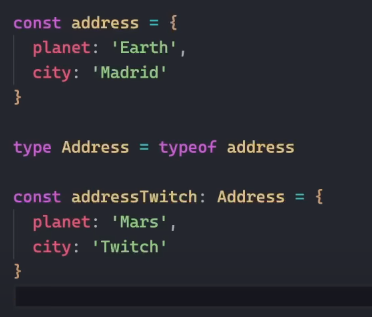 const address = {
  planet: 'Earth',
  city: 'Madrid'
}

type Address = typeof address

const addressTwitch: Address = {
  planet: 'Mars',
  city: 'Twitch'
}